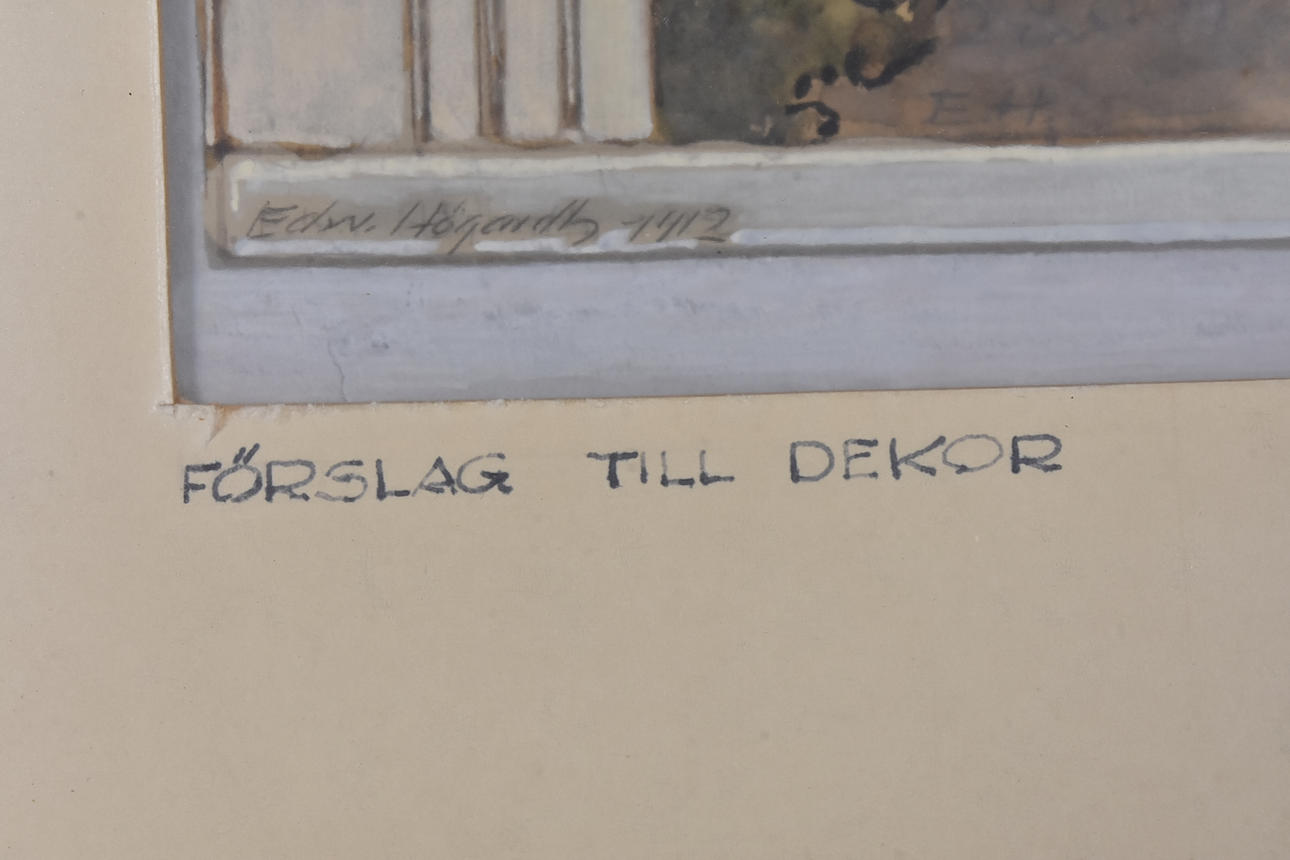 E H
Edw. Högardh 1912
FÖRSLAG TILL DEKOR